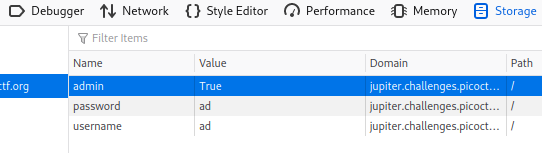 Debugger Network Style Editor Performance Memory Storage
Filter Items
Name Value Domain Path
ctf.org admin True jupiter.challenges.picoct... /
password ad jupiter.challenges.picoct... /
username ad jupiter.challenges.picoct... /